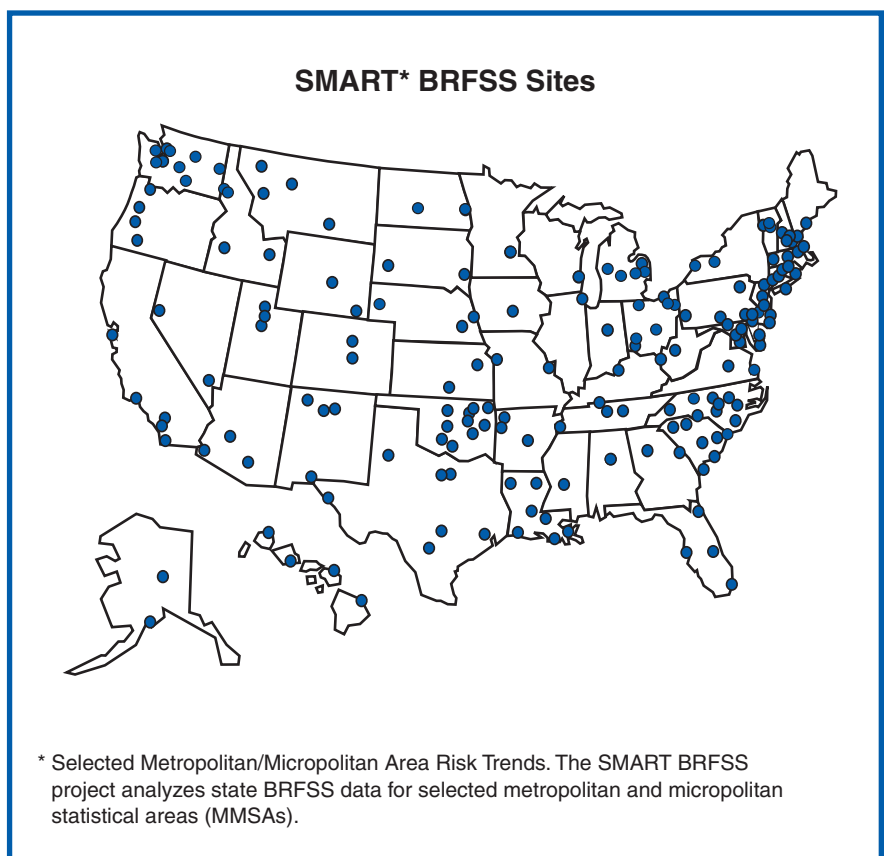 SMART* BRFSS Sites
* Selected Metropolitan/Micropolitan Area Risk Trends. The SMART BRFSS
project analyzes state BRFSS data for selected metropolitan and micropolitan
statistical areas (MMSAs).